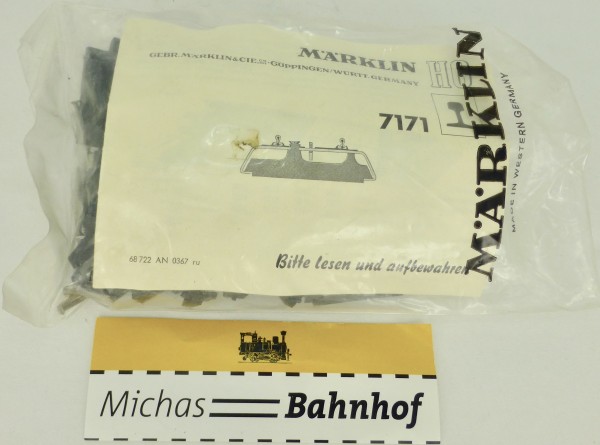 MÄRKLIN
GEBR. MÄRKLIN & CIE. GÖPPINGEN/WÜRTT. GERMANY
H0
7171
68 722 AN 0367 ru
Bitte lesen und aufbewahren
MÄRKLIN
MADE IN WESTERN GERMANY
Michas Bahnhof